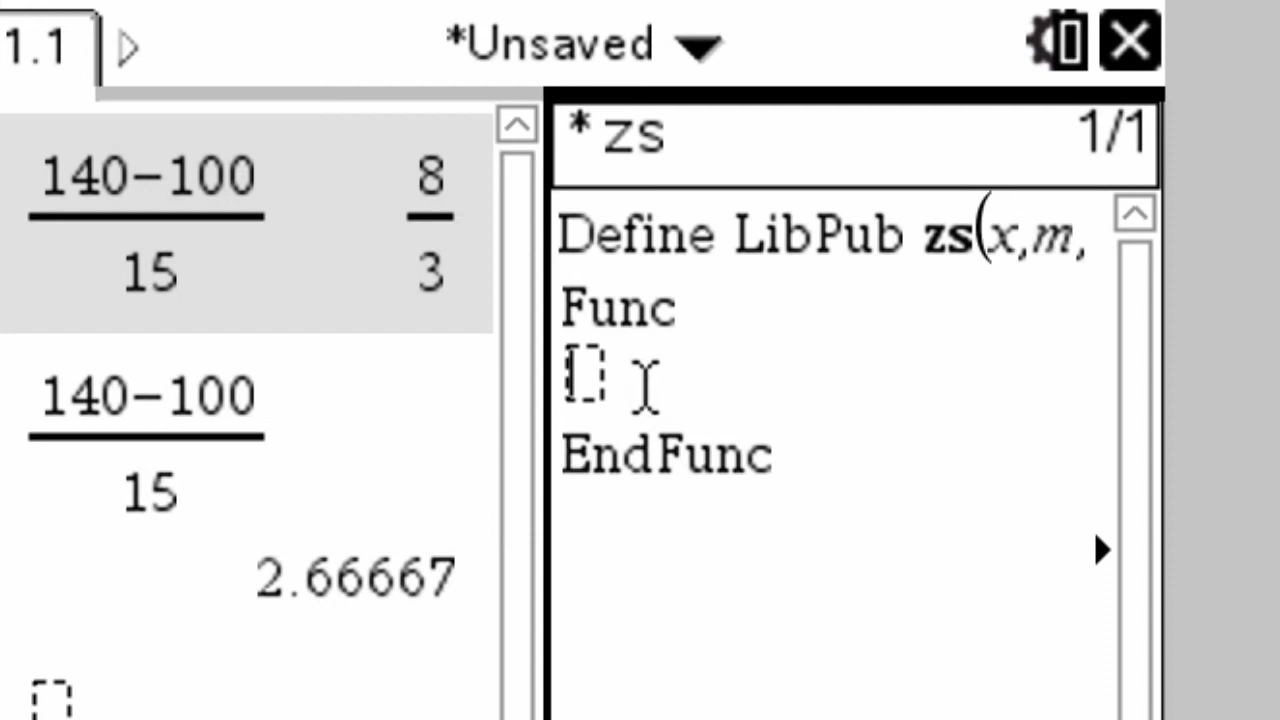 1.1
*Unsaved
140−100
15
8
3
140−100
15
2.66667
* zs
1/1
Define LibPub zs(x,m,
Func
EndFunc